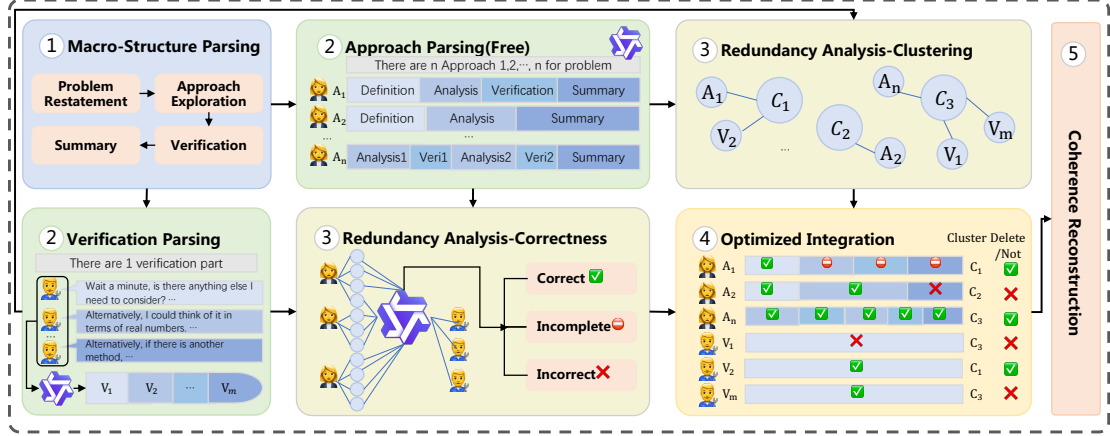 1 Macro-Structure Parsing
Problem Restatement
Approach Exploration
Summary
Verification
2 Approach Parsing(Free)
There are n Approach 1,2,···, n for problem
A1 Definition Analysis Verification Summary
A2 Definition Analysis Summary
... ...
An Analysis1 Veri1 Analysis2 Veri2 Summary
3 Redundancy Analysis-Clustering
A1 C1 V2
...
C2 A2
An C3 V1 Vm
2 Verification Parsing
There are 1 verification part
Wait a minute, is there anything else I
need to consider? ···
Alternatively, I could think of it in
terms of real numbers. ···
...
Alternatively, if there is another
method, ···
V1 V2 ··· Vm
3 Redundancy Analysis-Correctness
Correct
Incomplete
Incorrect
4 Optimized Integration
Cluster Delete
/Not
A1 C1
A2 C2
An C3
V1 C3
V2 C1
Vm C3
5
Coherence Reconstruction